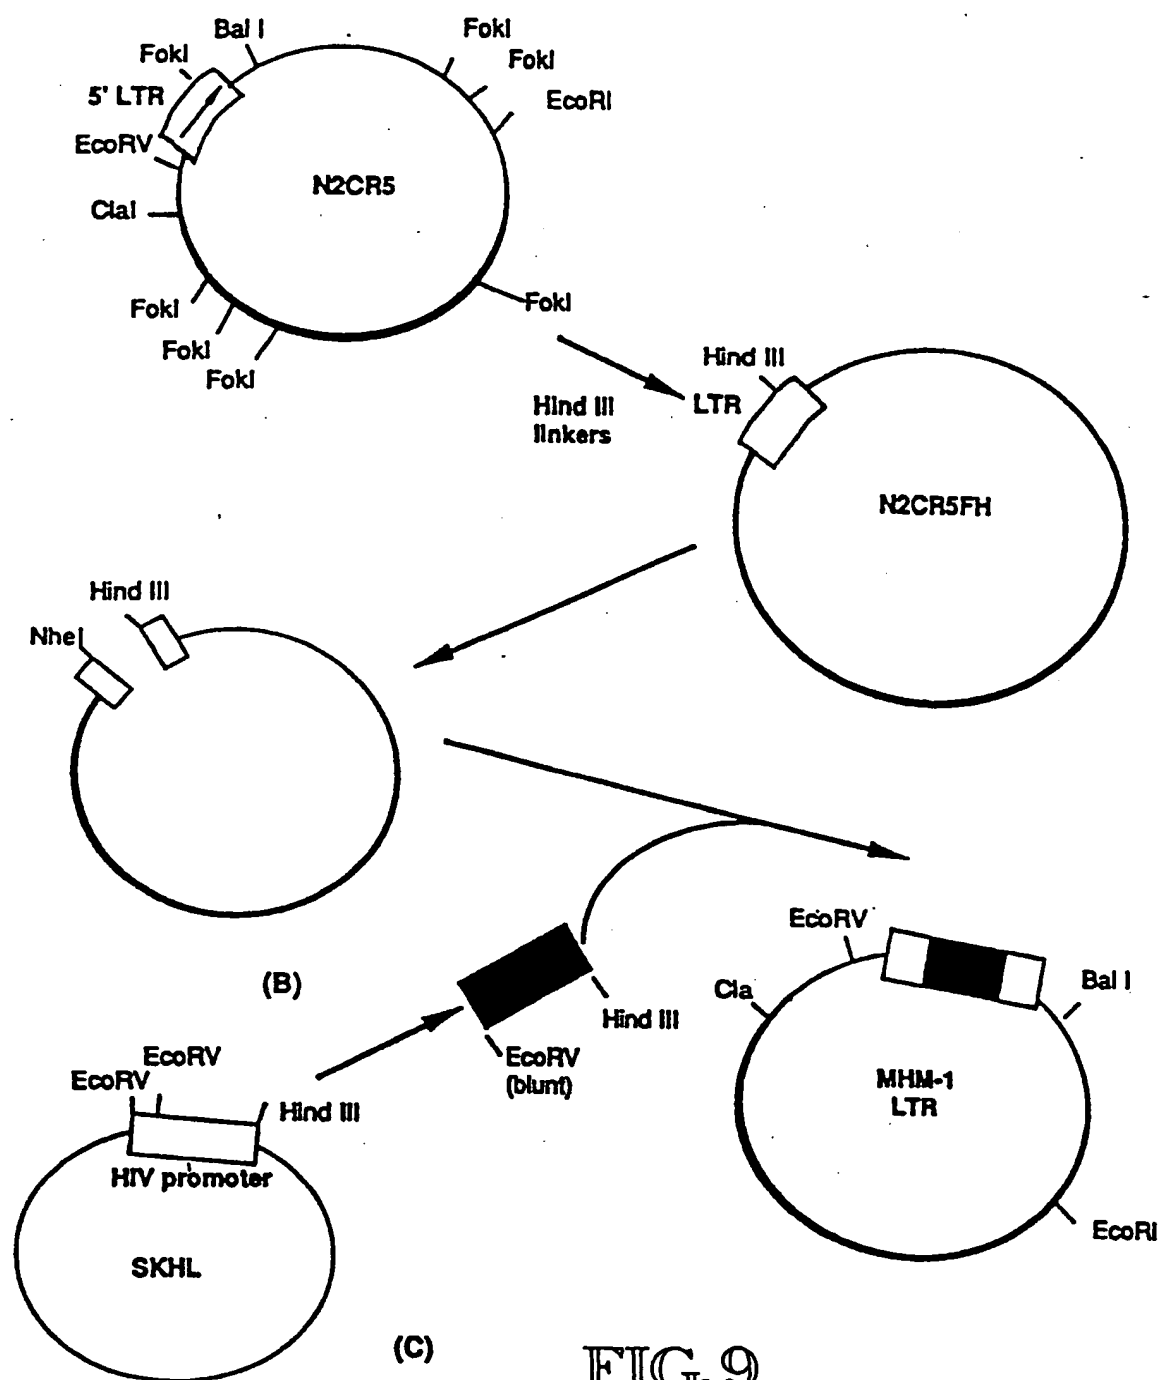 Bal I
FokI
5' LTR
EcoRV
ClaI
FokI
FokI
EcoRI
N2CR5
FokI
FokI
FokI
FokI
Hind III
linkers
Hind III
LTR
N2CR5FH
Hind III
NheI
(B)
EcoRV
(blunt)
Hind III
EcoRV
EcoRV
Hind III
HIV promoter
SKHL
(C)
EcoRV
Cla
Bal I
MHM-1
LTR
EcoRI
FIG. 9